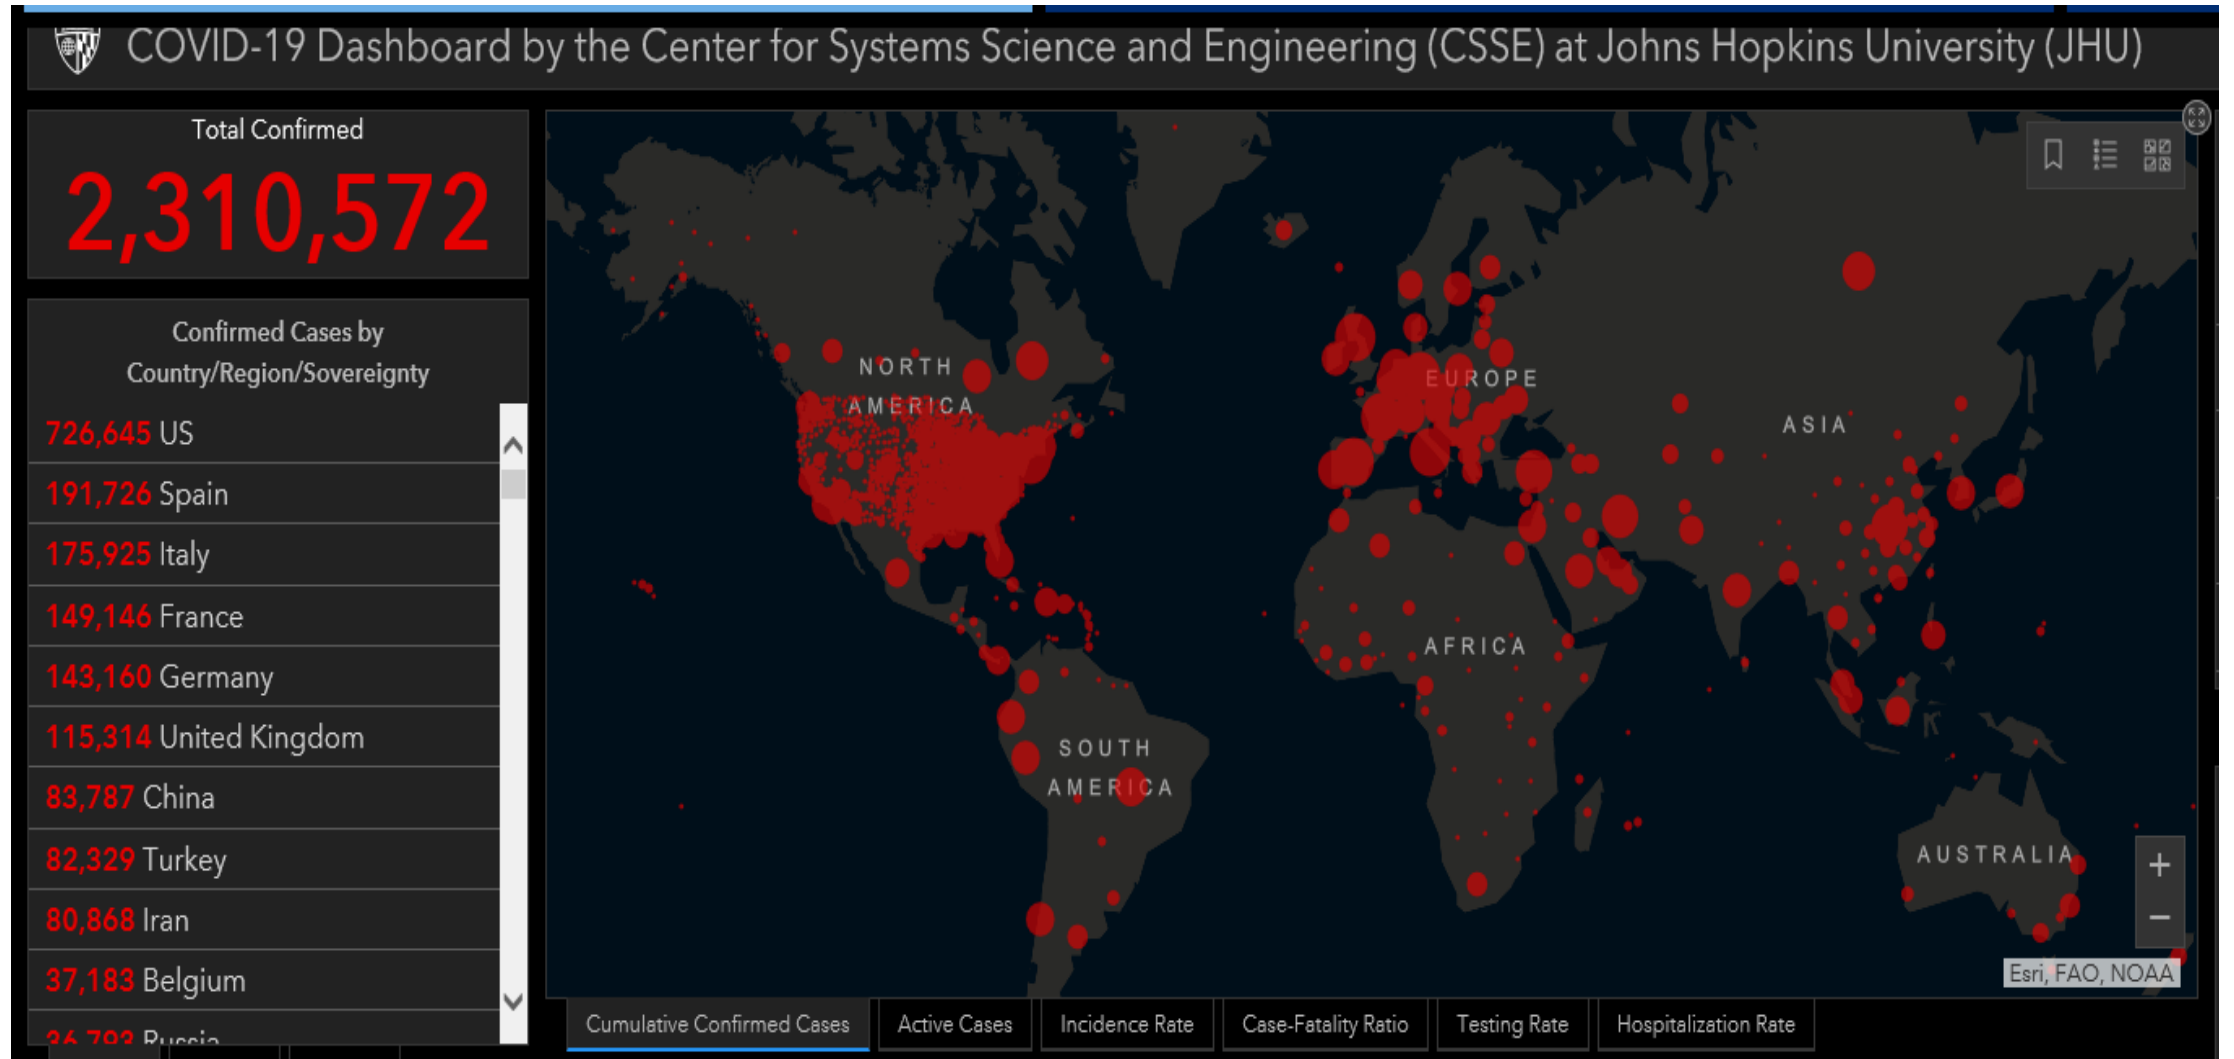 COVID-19 Dashboard by the Center for Systems Science and Engineering (CSSE) at Johns Hopkins University (JHU)
Total Confirmed
2,310,572
Confirmed Cases by
Country/Region/Sovereignty
726,645 US
191,726 Spain
175,925 Italy
149,146 France
143,160 Germany
115,314 United Kingdom
83,787 China
82,329 Turkey
80,868 Iran
37,183 Belgium
36,793 Russia
NORTH
AMERICA
EUROPE
ASIA
AFRICA
SOUTH
AMERICA
AUSTRALIA
+
−
Esri, FAO, NOAA
Cumulative Confirmed Cases
Active Cases
Incidence Rate
Case-Fatality Ratio
Testing Rate
Hospitalization Rate